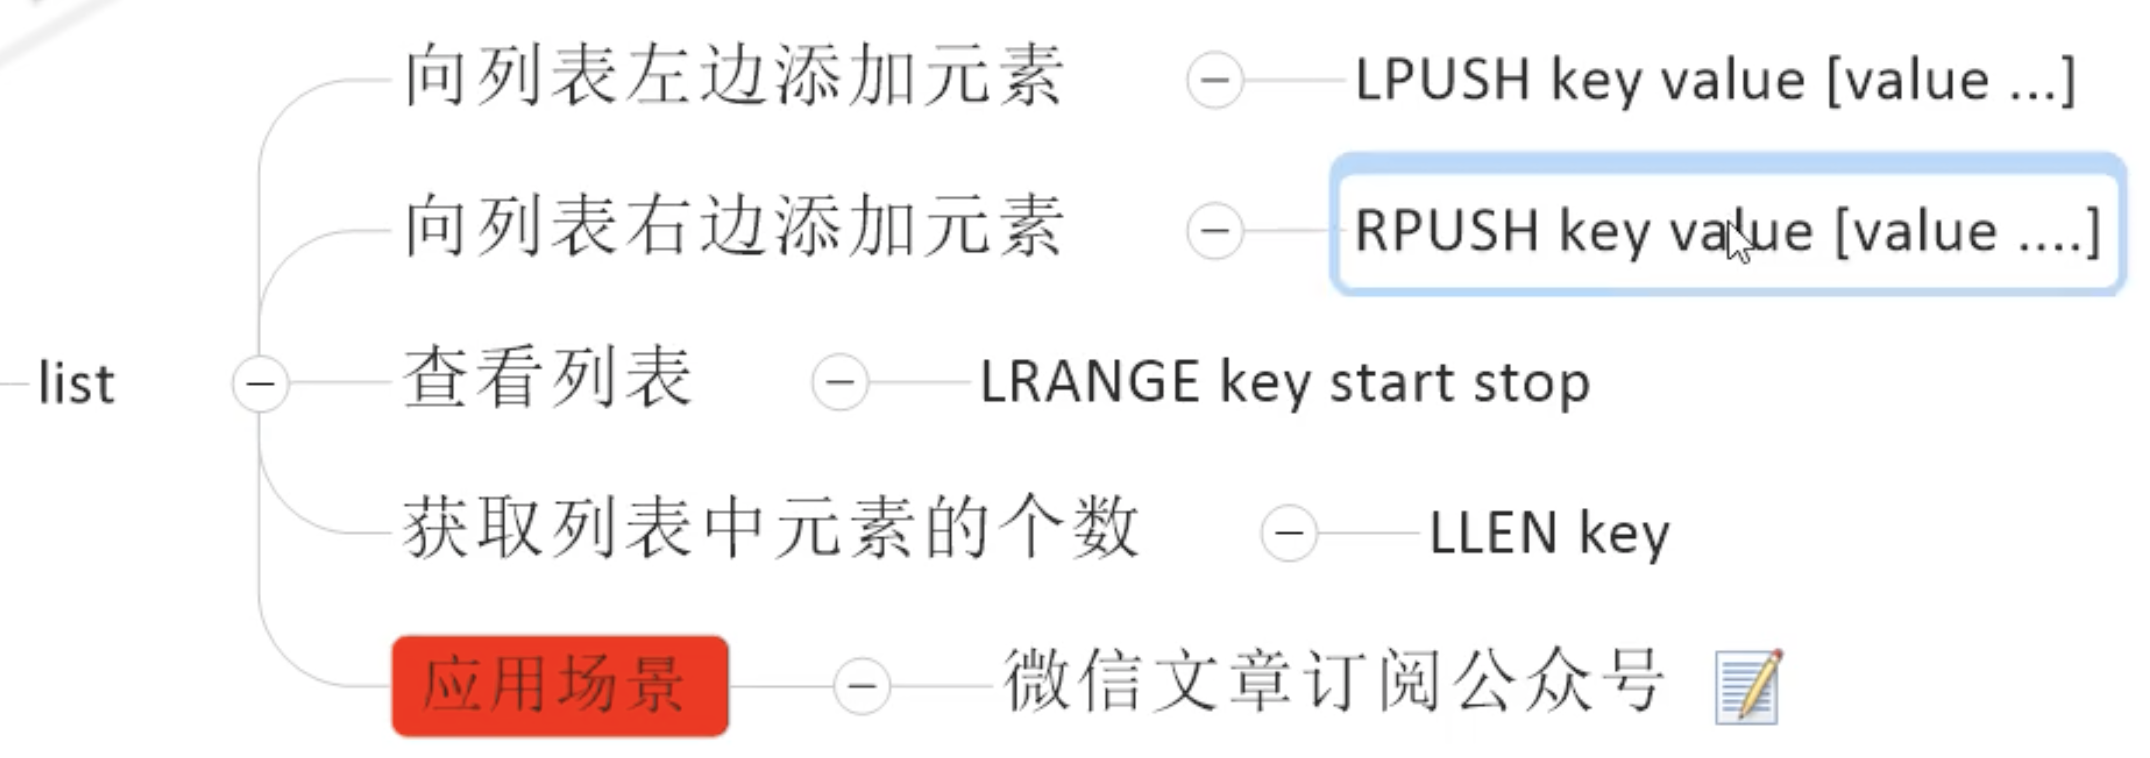 向列表左边添加元素 LPUSH key value [value ...]
向列表右边添加元素 RPUSH key value [value ....]
list 查看列表 LRANGE key start stop
获取列表中元素的个数 LLEN key
应用场景 微信文章订阅公众号